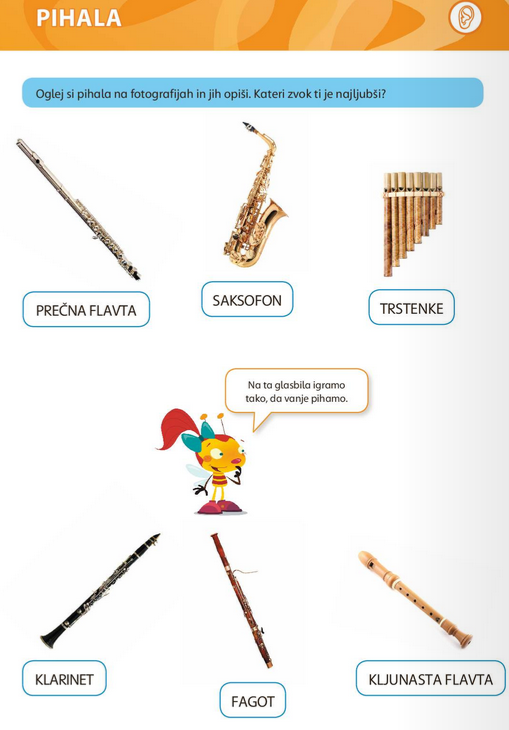 PIHALA
Oglej si pihala na fotografijah in jih opiši. Kateri zvok ti je najljubši?
PREČNA FLAVTA
SAKSOFON
TRSTENKE
Na ta glasbila igramo
tako, da vanje pihamo.
KLARINET
FAGOT
KLJUNASTA FLAVTA